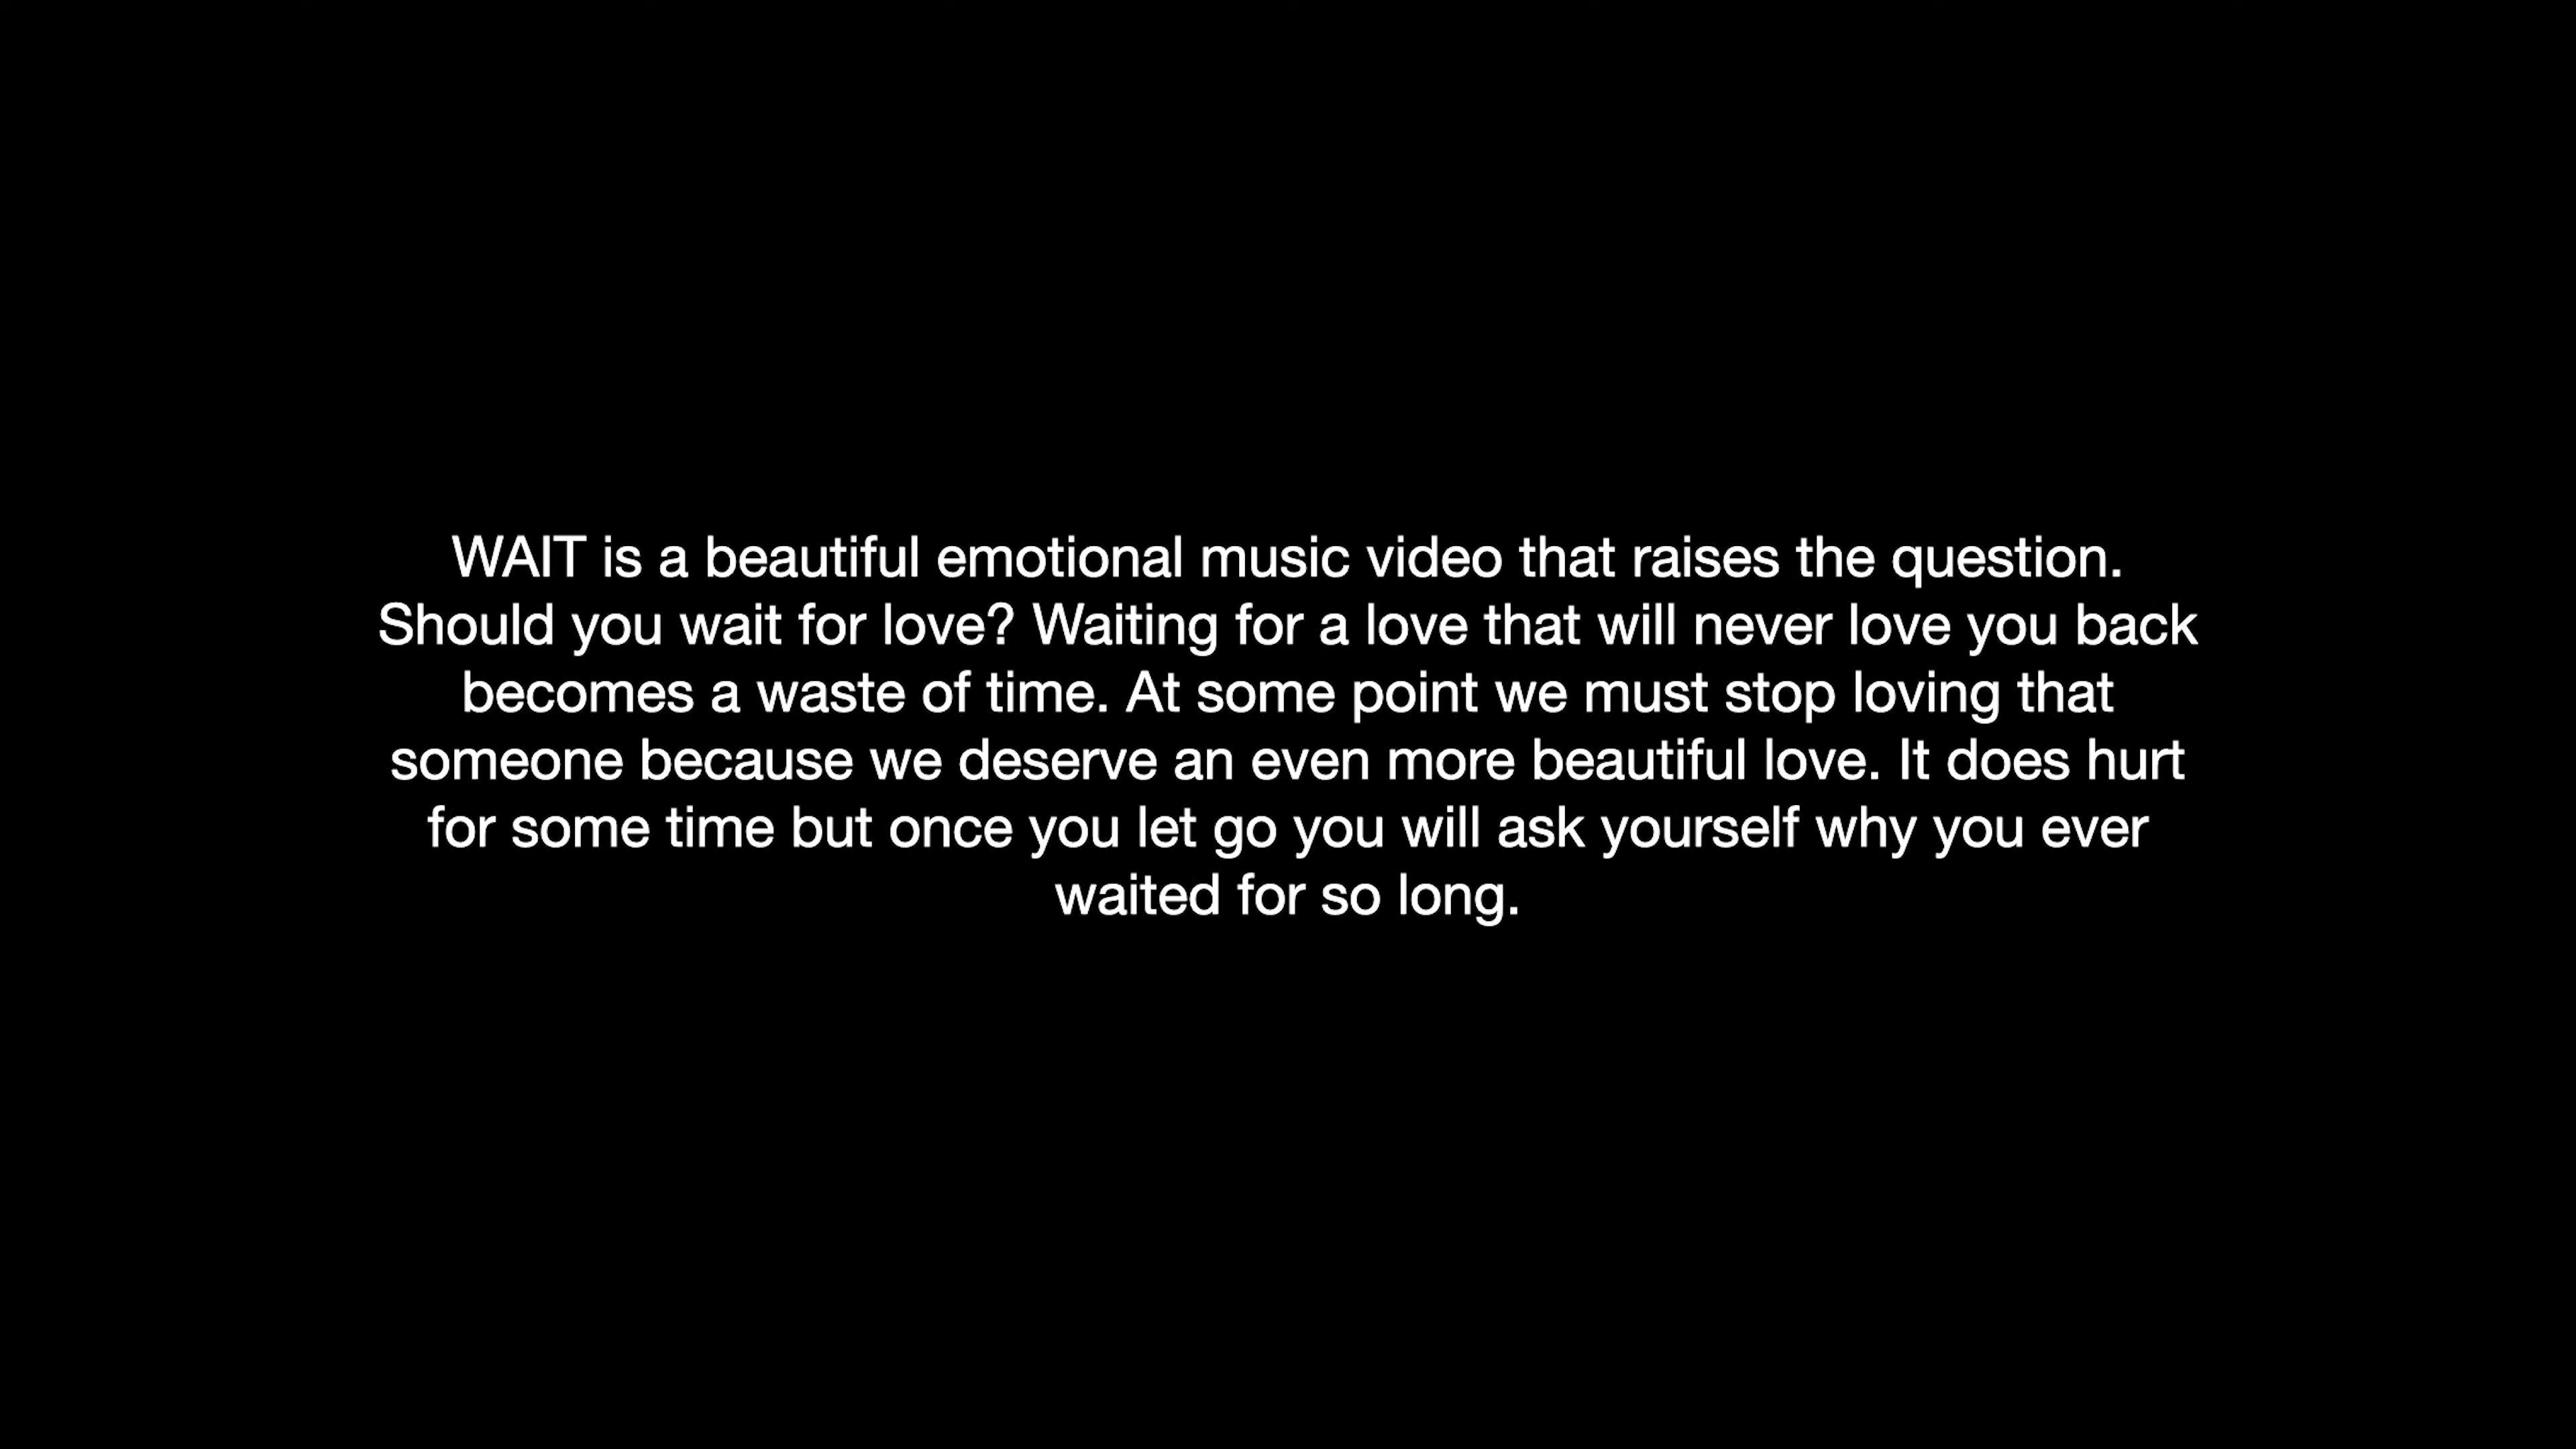 WAIT is a beautiful emotional music video that raises the question.
Should you wait for love? Waiting for a love that will never love you back
becomes a waste of time. At some point we must stop loving that
someone because we deserve an even more beautiful love. It does hurt
for some time but once you let go you will ask yourself why you ever
waited for so long.